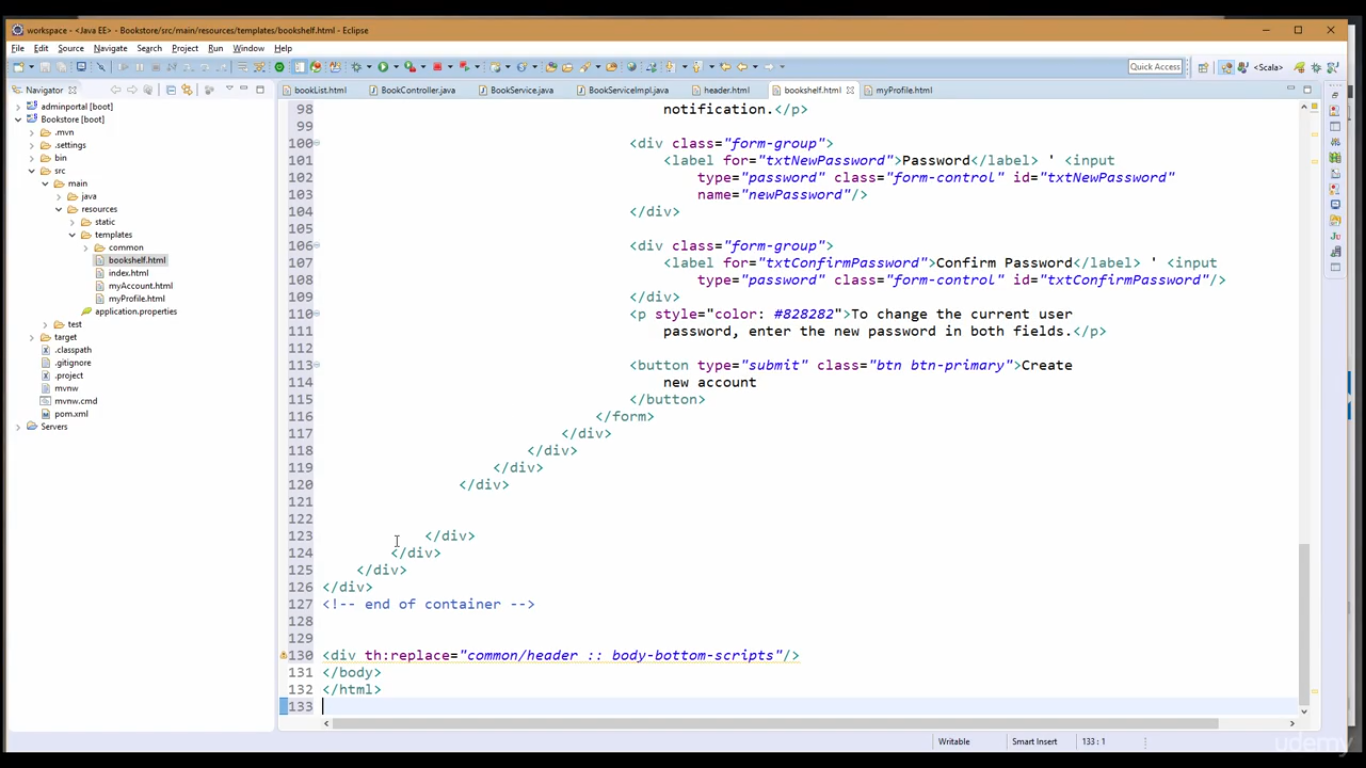 workspace - <Java EE> - Bookstore/src/main/resources/templates/bookshelf.html - Eclipse
File Edit Source Navigate Search Project Run Window Help
Quick Access <Scala>
Navigator
bookList.html BookController.java BookService.java BookServiceImpl.java header.html bookshelf.html myProfile.html
adminportal [boot]
Bookstore [boot]
.mvn
.settings
bin
src
main
java
resources
static
templates
common
bookshelf.html
index.html
myAccount.html
myProfile.html
application.properties
test
target
.classpath
.gitignore
.project
mvnw
mvnw.cmd
pom.xml
Servers
98 notification.</p>
99
100 <div class="form-group">
101 <label for="txtNewPassword">Password</label> ' <input
102 type="password" class="form-control" id="txtNewPassword"
103 name="newPassword"/>
104 </div>
105
106 <div class="form-group">
107 <label for="txtConfirmPassword">Confirm Password</label> ' <input
108 type="password" class="form-control" id="txtConfirmPassword"/>
109 </div>
110 <p style="color: #828282">To change the current user
111 password, enter the new password in both fields.</p>
112
113 <button type="submit" class="btn btn-primary">Create
114 new account
115 </button>
116 </form>
117 </div>
118 </div>
119 </div>
120 </div>
121
122
123 </div>
124 </div>
125 </div>
126 </div>
127 <!-- end of container -->
128
129
130 <div th:replace="common/header :: body-bottom-scripts"/>
131 </body>
132 </html>
133
Writable Smart Insert 133 : 1
udemy